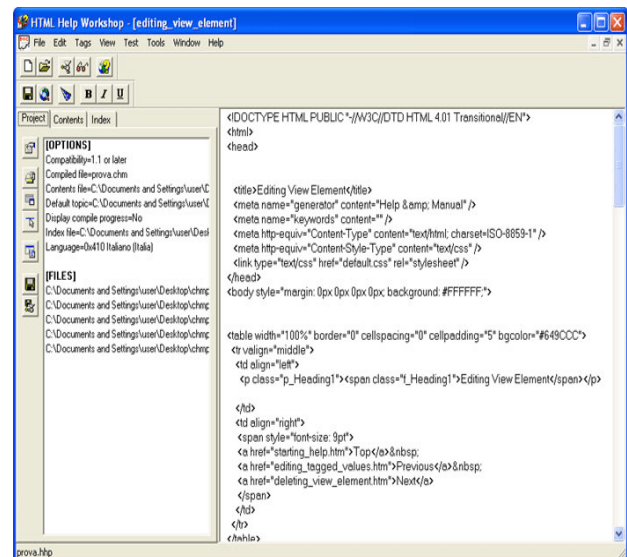 HTML Help Workshop - [editing_view_element]
File Edit Tags View Test Tools Window Help
B I U
Project Contents Index
[OPTIONS]
Compatibility=1.1 or later
Compiled file=prova.chm
Contents file=C:\Documents and Settings\user\D
Default topic=C:\Documents and Settings\user\D
Display compile progress=No
Index file=C:\Documents and Settings\user\Desk
Language=0x410 Italiano (Italia)
[FILES]
C:\Documents and Settings\user\Desktop\chmp
C:\Documents and Settings\user\Desktop\chmp
C:\Documents and Settings\user\Desktop\chmp
C:\Documents and Settings\user\Desktop\chmp
C:\Documents and Settings\user\Desktop\chmp
<!DOCTYPE HTML PUBLIC "-//W3C//DTD HTML 4.01 Transitional//EN">
<html>
<head>
<title>Editing View Element</title>
<meta name="generator" content="Help &amp; Manual" />
<meta name="keywords" content="" />
<meta http-equiv="Content-Type" content="text/html; charset=ISO-8859-1" />
<meta http-equiv="Content-Style-Type" content="text/css" />
<link type="text/css" href="default.css" rel="stylesheet" />
</head>
<body style="margin: 0px 0px 0px 0px; background: #FFFFFF;">
<table width="100%" border="0" cellspacing="0" cellpadding="5" bgcolor="#649CCC">
<tr valign="middle">
<td align="left">
<p class="p_Heading1"><span class="f_Heading1">Editing View Element</span></p>
</td>
<td align="right">
<span style="font-size: 9pt">
<a href="starting_help.htm">Top</a>&nbsp;
<a href="editing_tagged_values.htm">Previous</a>&nbsp;
<a href="deleting_view_element.htm">Next</a>
</span>
</td>
</tr>
</table>
prova.hhp